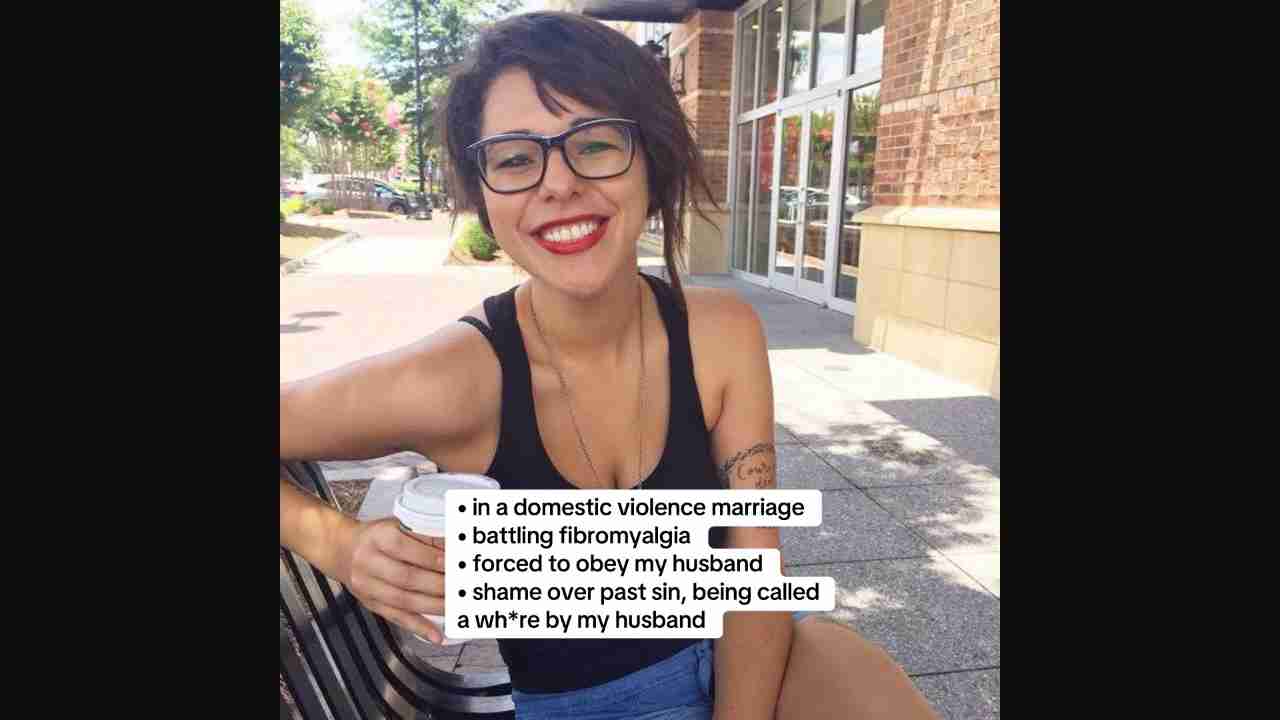 • in a domestic violence marriage
• battling fibromyalgia
• forced to obey my husband
• shame over past sin, being called
a wh*re by my husband